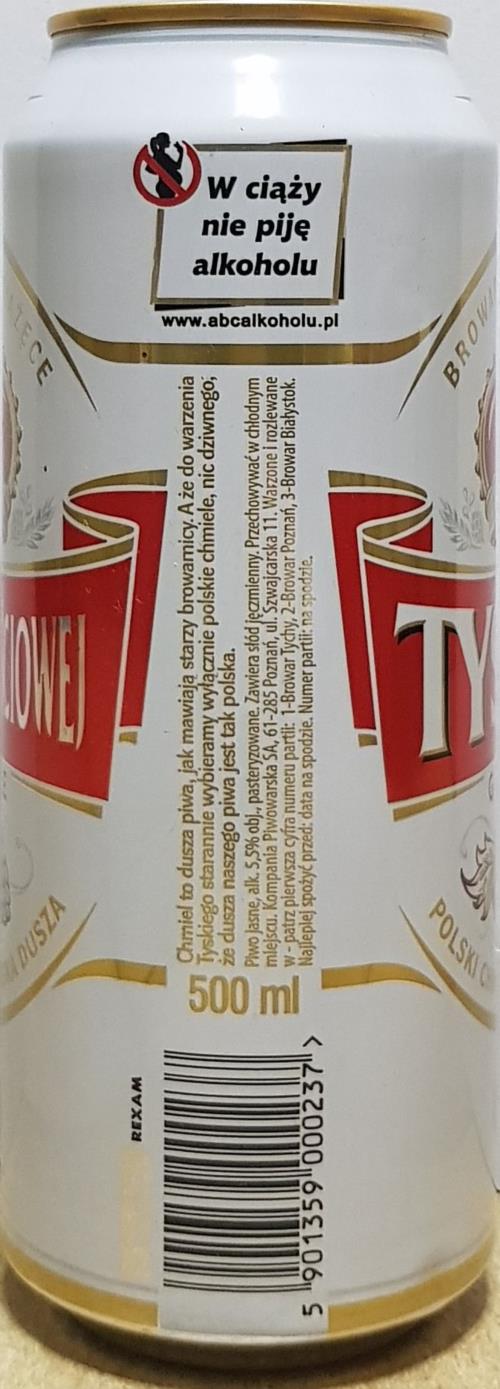 W ciąży
nie piję
alkoholu
www.abcalkoholu.pl
BROWA
ĄŻĘCE
CIOWEJ
TY
Chmiel to dusza piwa, jak mawiają starzy browarnicy. A że do warzenia
Tyskiego starannie wybieramy wyłącznie polskie chmiele, nic dziwnego,
że dusza naszego piwa jest tak polska.
Piwo jasne, alk. 5,5% obj., pasteryzowane. Zawiera słód jęczmienny. Przechowywać w chłodnym
miejscu. Kompania Piwowarska SA, 61-285 Poznań, ul. Szwajcarska 11. Warzone i rozlewane
w - patrz pierwsza cyfra numeru partii: 1-Browar Tychy, 2-Browar Poznań, 3-Browar Białystok.
Najlepiej spożyć przed: data na spodzie. Numer partii: na spodzie.
DUSZA
POLSKI C
500 ml
REXAM
5 901359 000237 >